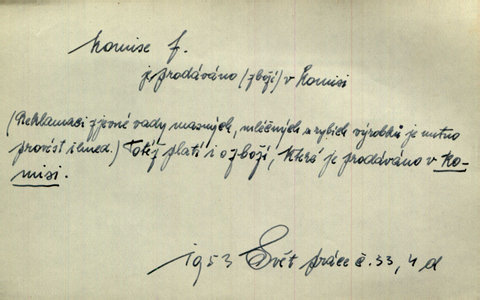 komise f.
je prodáváno (zboží) v komisi
(Reklamaci zjevné vady masných, mléčných a rybích výrobků je nutno
provést ihned.) Totéž platí i o zboží, které je prodáváno v ko-
misi.
1953 Svět práce č. 33, 4 d